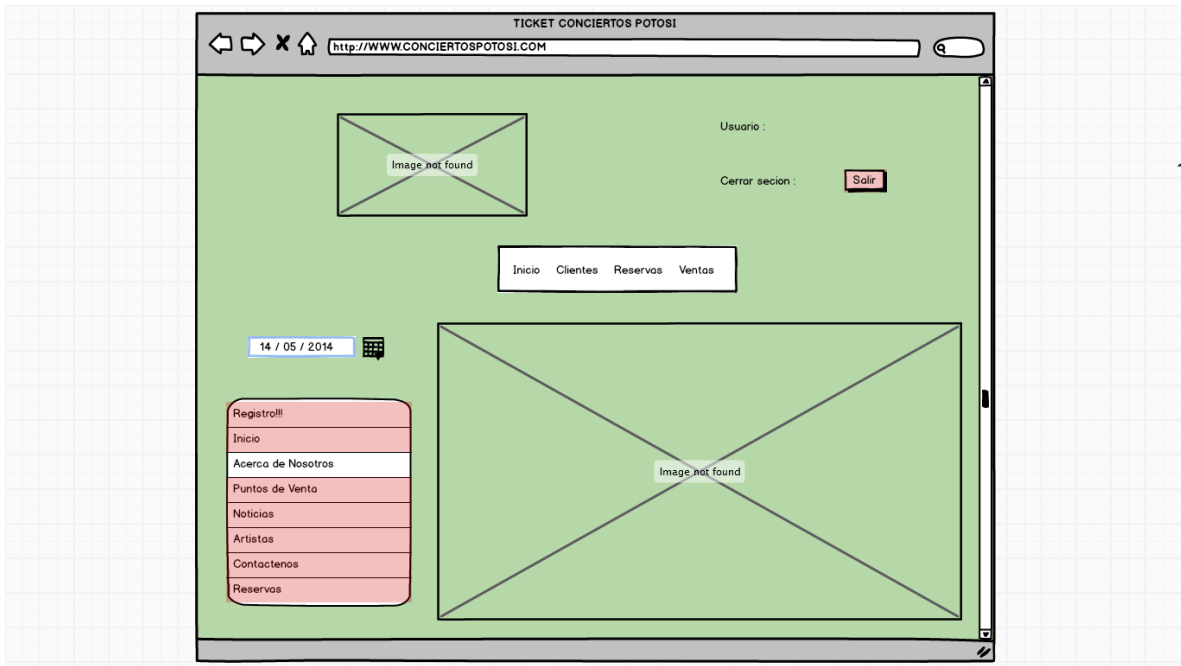 TICKET CONCIERTOS POTOSI
http://WWW.CONCIERTOSPOTOSI.COM
Image not found
Usuario :
Cerrar secion :
Salir
Inicio Clientes Reservas Ventas
14 / 05 / 2014
Registro!!!
Inicio
Acerca de Nosotros
Puntos de Venta
Noticias
Artistas
Contactenos
Reservas
Image not found